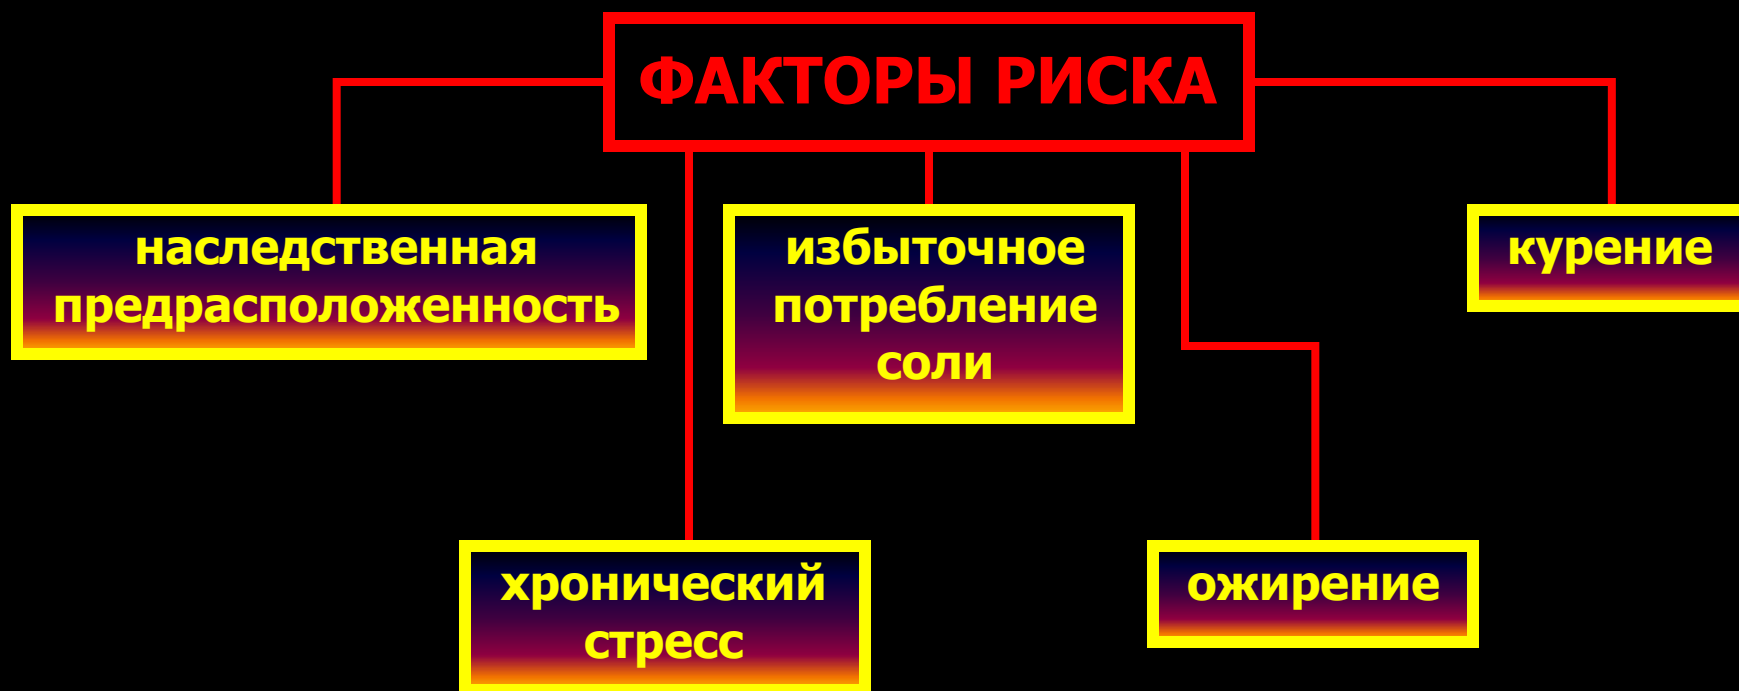 ФАКТОРЫ РИСКА
наследственная
предрасположенность
избыточное
потребление
соли
курение
хронический
стресс
ожирение